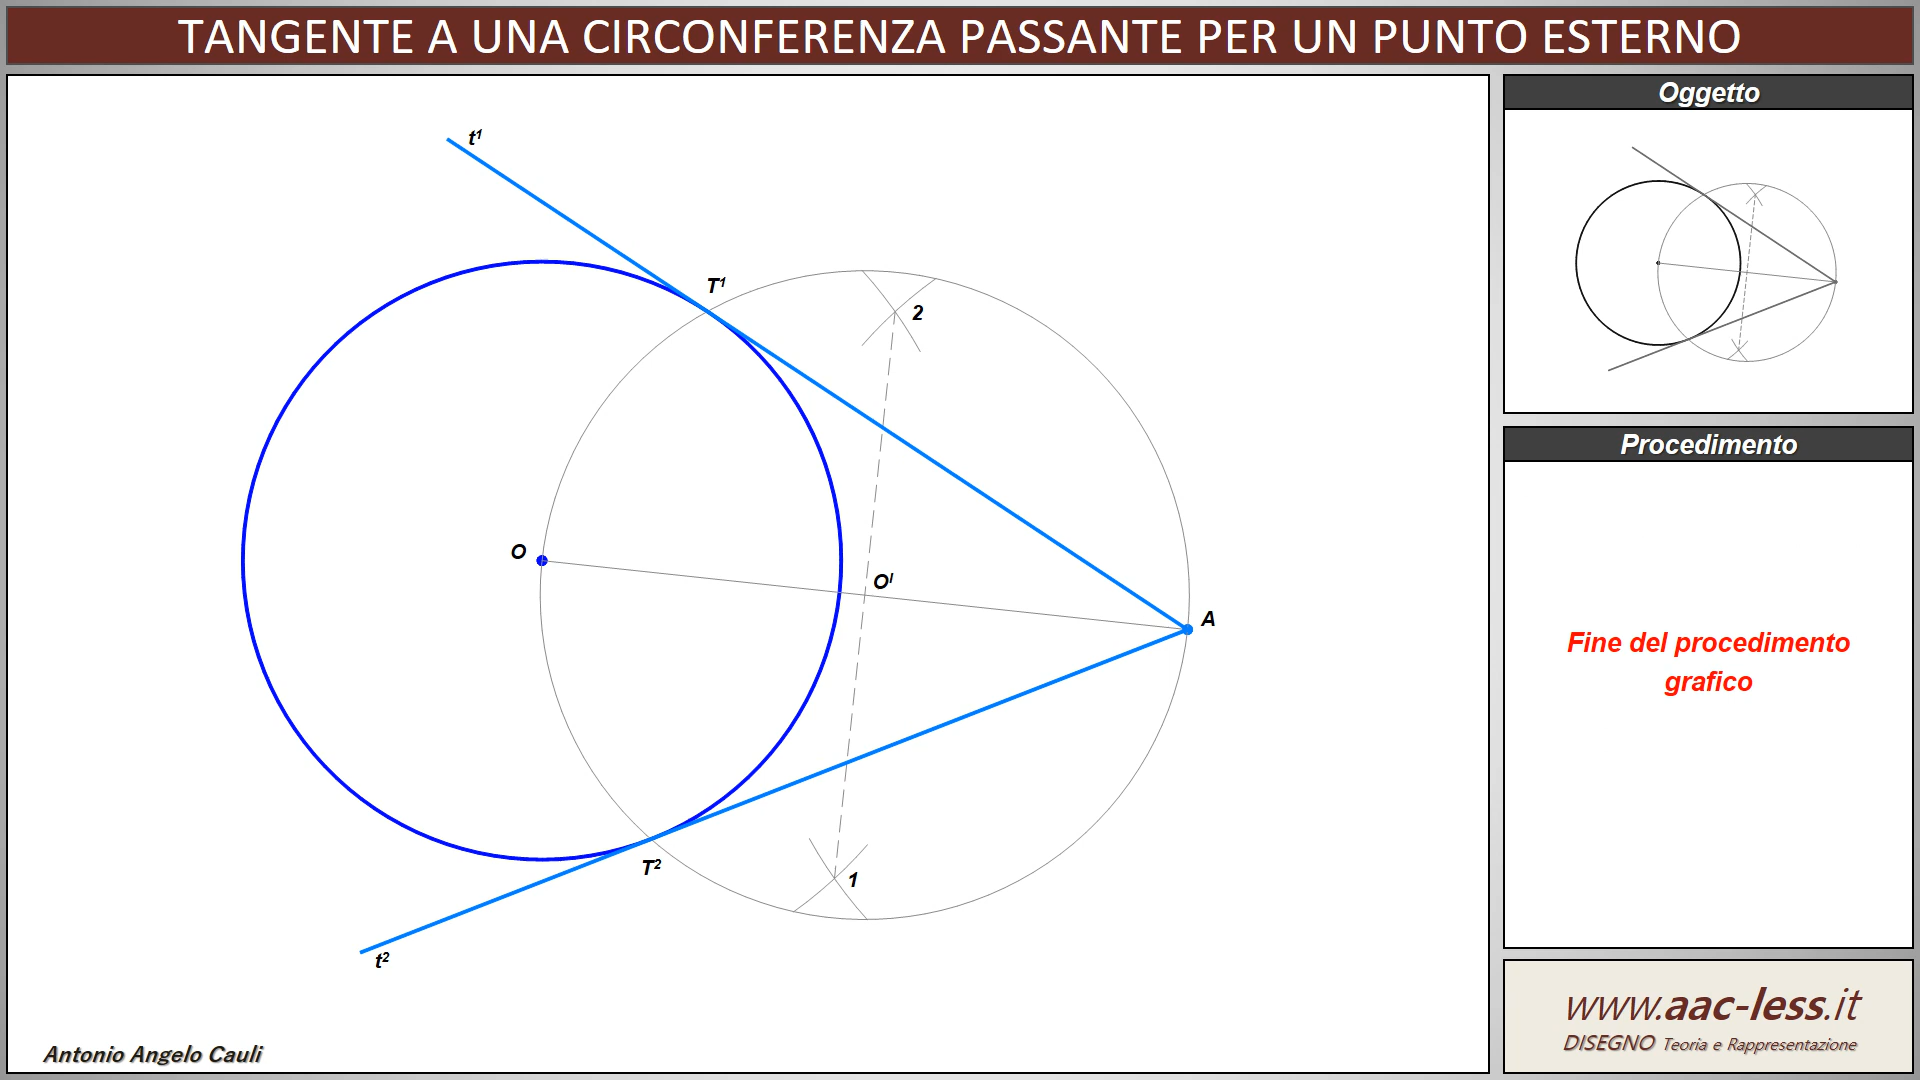 TANGENTE A UNA CIRCONFERENZA PASSANTE PER UN PUNTO ESTERNO
t¹
T¹
2
O
Oᴵ
A
T²
1
t²
Antonio Angelo Cauli
Oggetto
Procedimento
Fine del procedimento
grafico
www.aac-less.it
DISEGNO Teoria e Rappresentazione